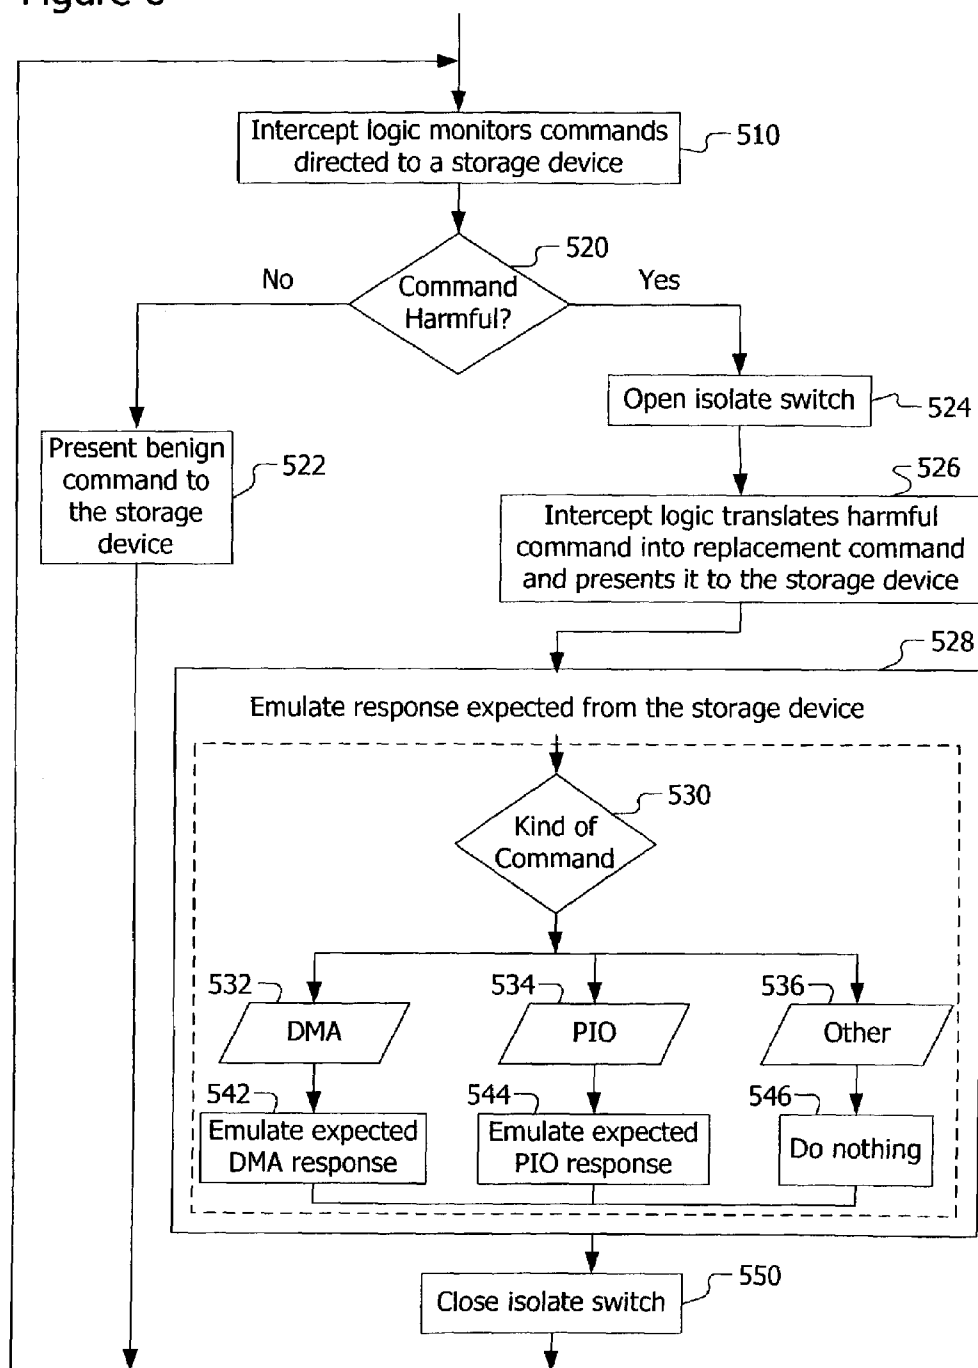 Intercept logic monitors commands
directed to a storage device
510
520
No
Yes
Command
Harmful?
Open isolate switch
524
Present benign
command to
the storage
device
522
526
Intercept logic translates harmful
command into replacement command
and presents it to the storage device
528
Emulate response expected from the storage device
530
Kind of
Command
532
534
536
DMA
PIO
Other
542
544
546
Emulate expected
DMA response
Emulate expected
PIO response
Do nothing
Close isolate switch
550